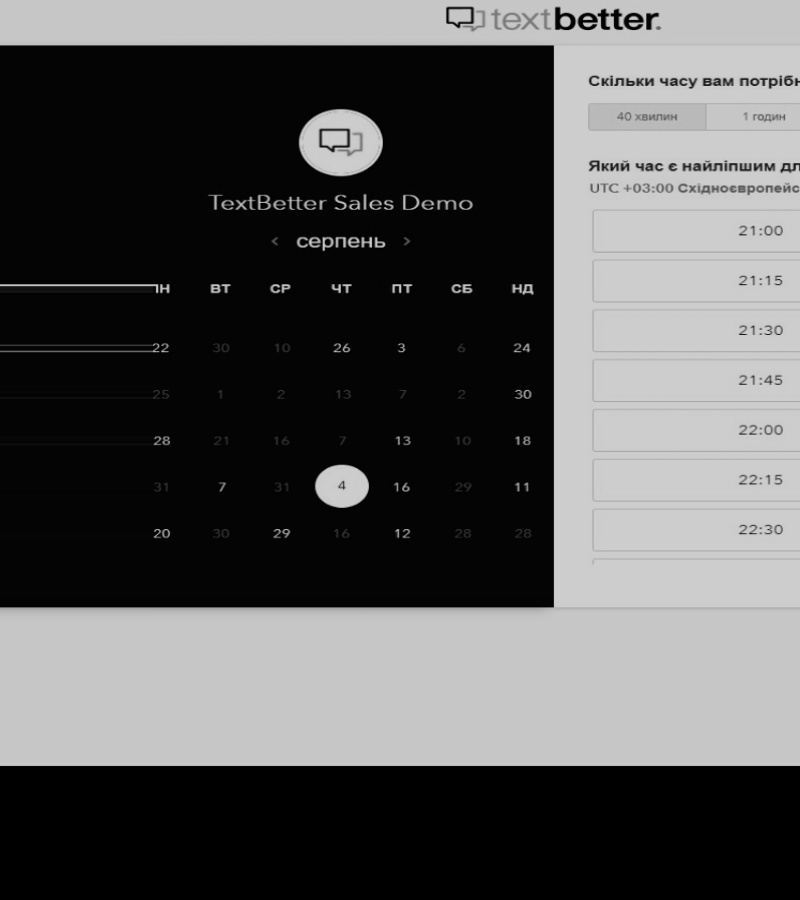 textbetter.
TextBetter Sales Demo
< серпень >
ПН ВТ СР ЧТ ПТ СБ НД
22 30 10 26 3 6 24
25 1 2 13 7 2 30
28 21 16 7 13 10 18
31 7 31 4 16 29 11
20 30 29 16 12 28 28
Скільки часу вам потрібн
40 хвилин 1 годин
Який час є найліпшим дл
UTC +03:00 Східноєвропейс
21:00
21:15
21:30
21:45
22:00
22:15
22:30